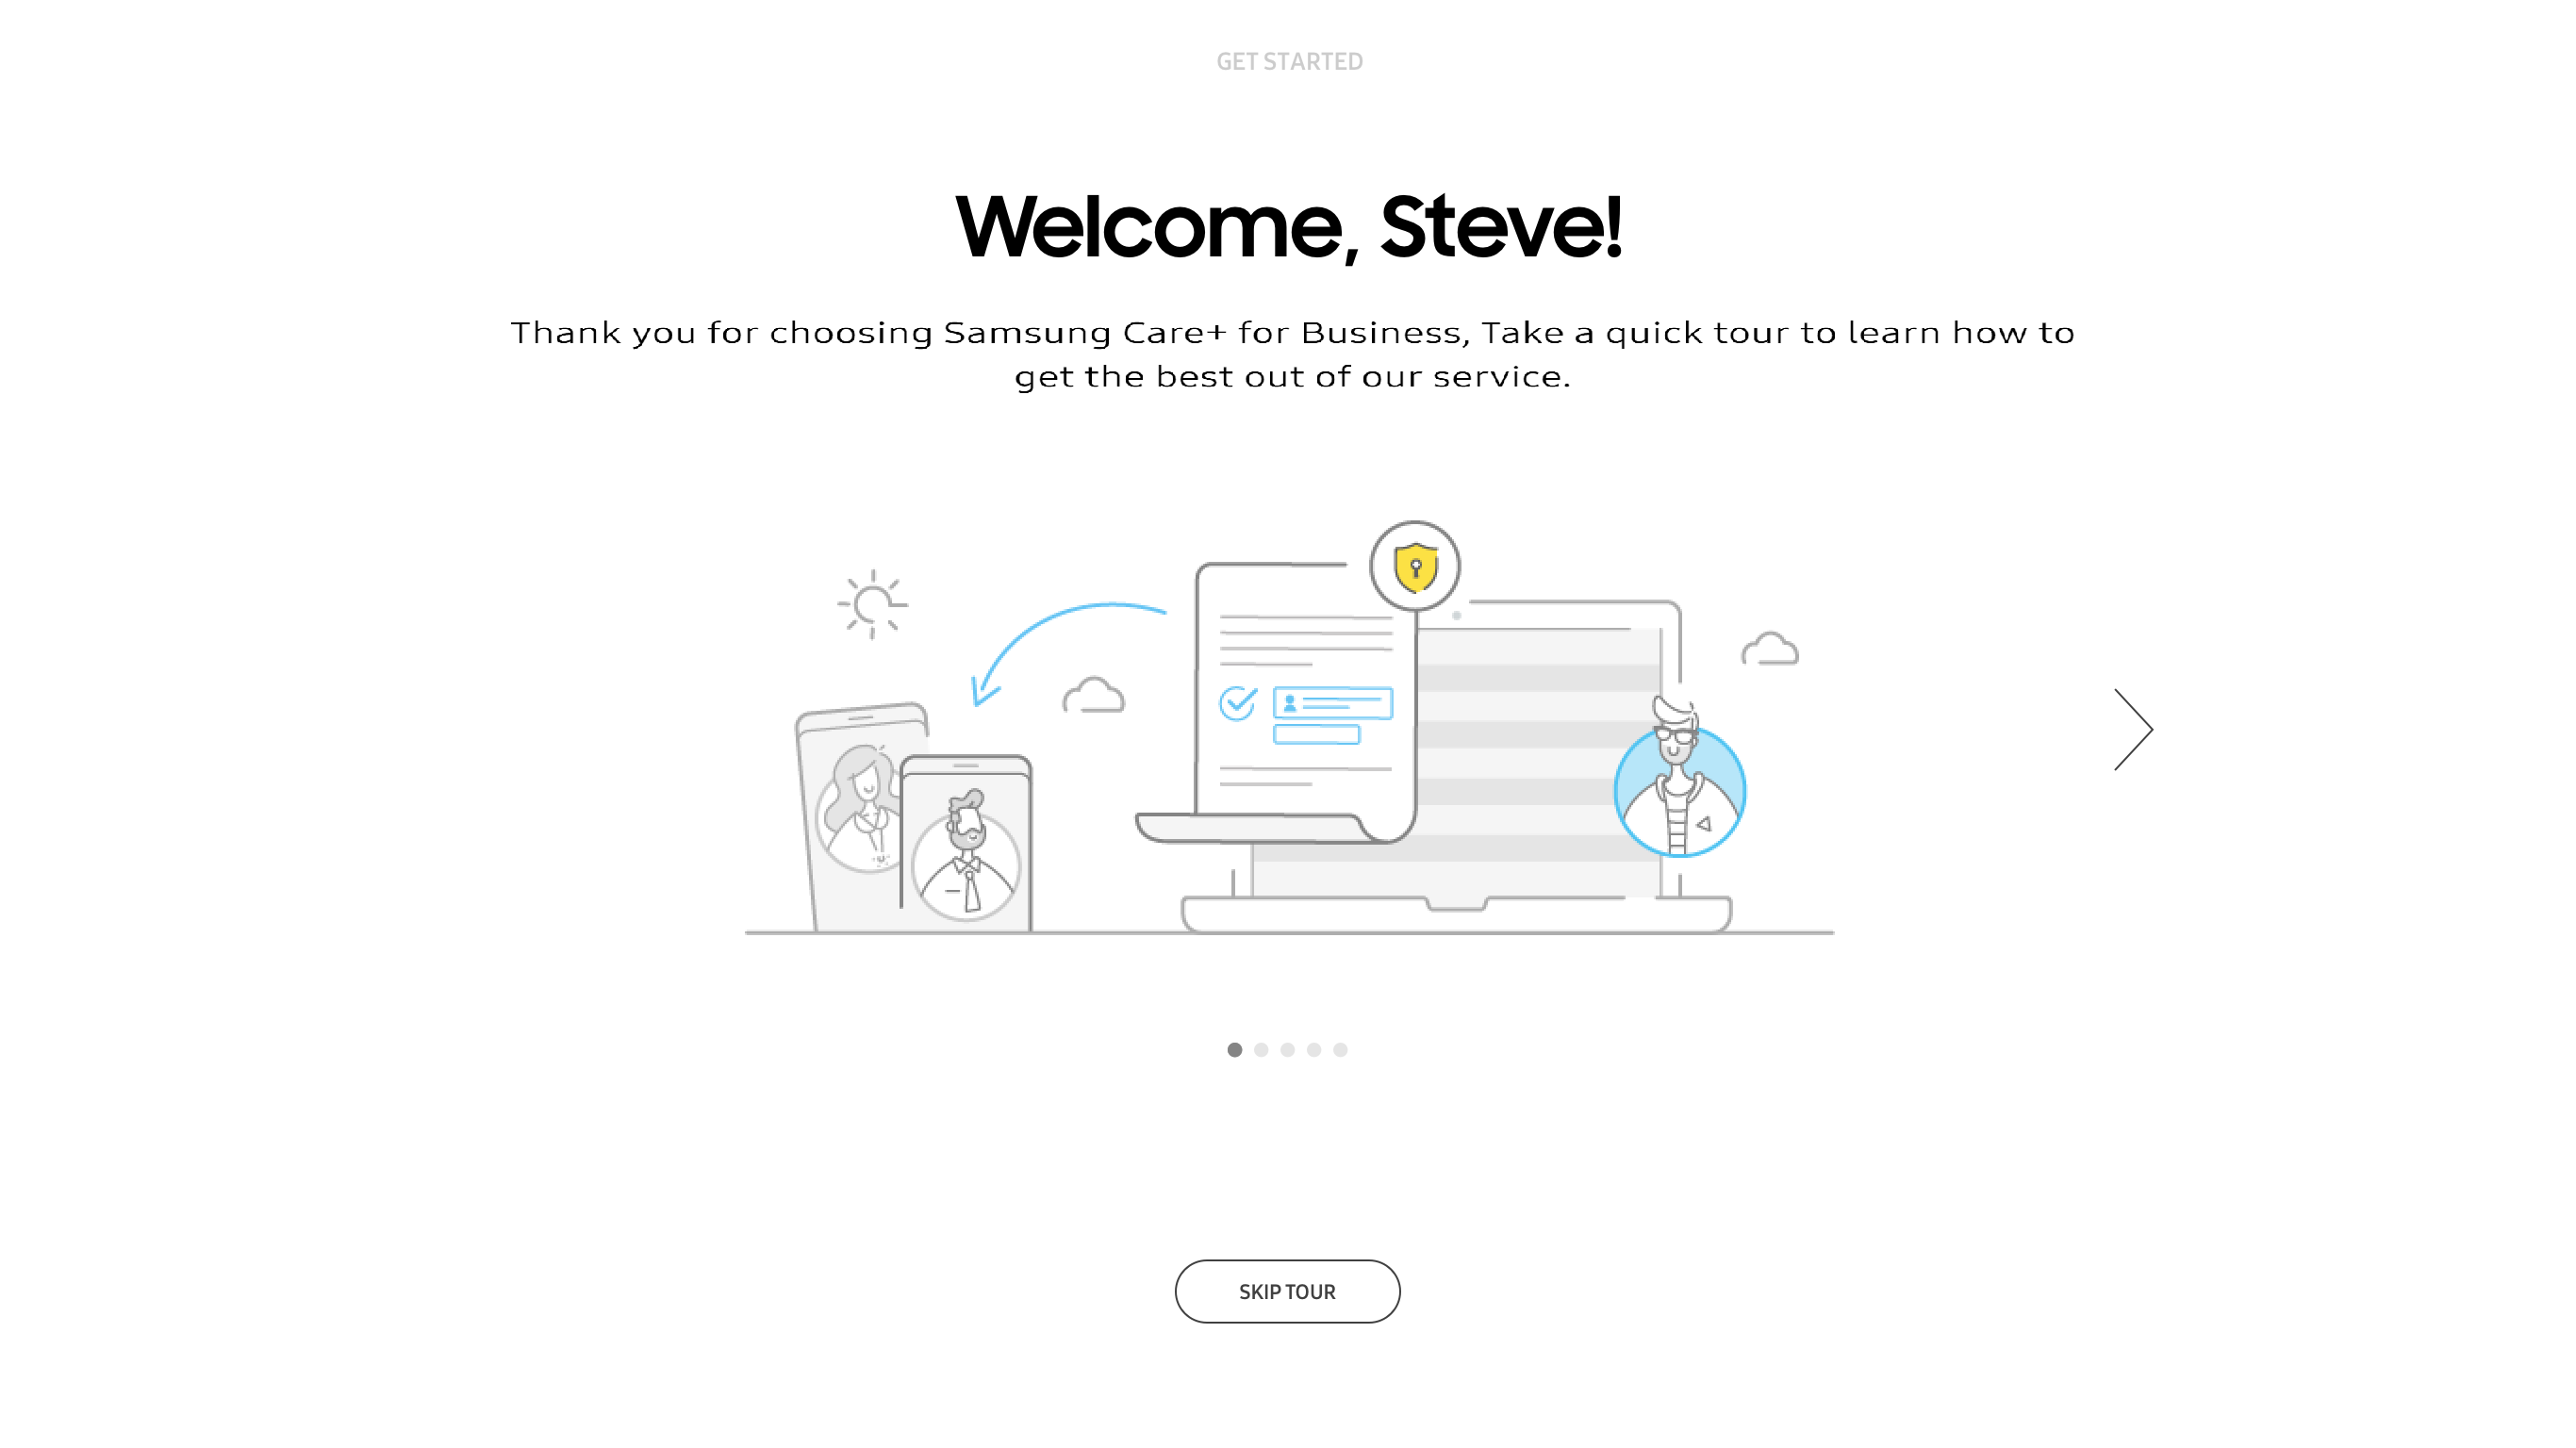 GET STARTED
Welcome, Steve!
Thank you for choosing Samsung Care+ for Business, Take a quick tour to learn how to
get the best out of our service.
SKIP TOUR